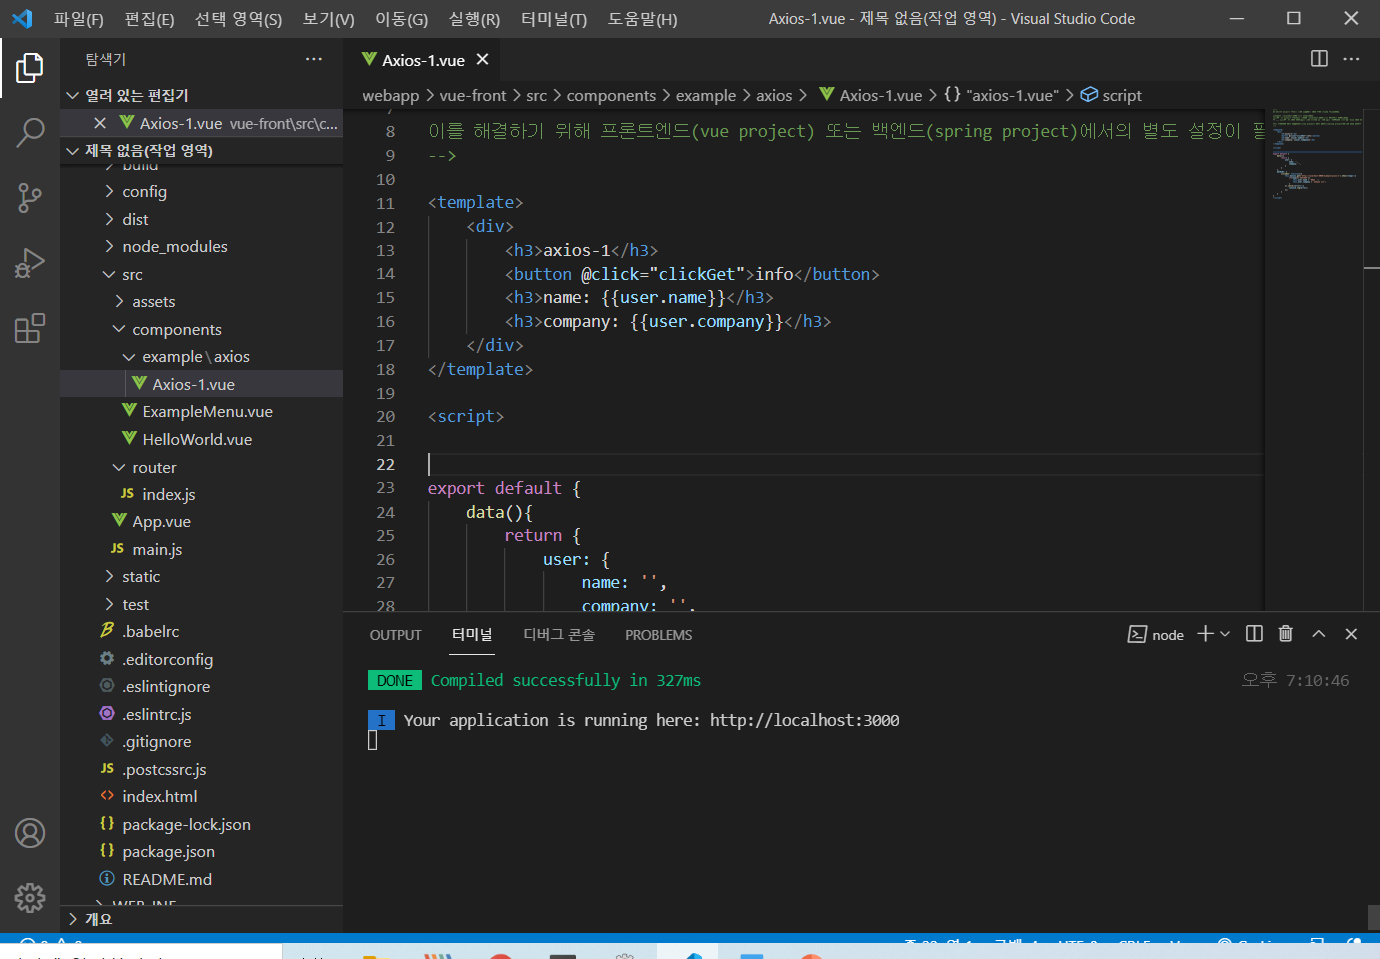 파일(F) 편집(E) 선택 영역(S) 보기(V) 이동(G) 실행(R) 터미널(T) 도움말(H) Axios-1.vue - 제목 없음(작업 영역) - Visual Studio Code
탐색기
열려 있는 편집기
Axios-1.vue vue-front\src\c...
제목 없음(작업 영역)
build
config
dist
node_modules
src
assets
components
example\axios
Axios-1.vue
ExampleMenu.vue
HelloWorld.vue
router
JS index.js
App.vue
JS main.js
static
test
.babelrc
.editorconfig
.eslintignore
.eslintrc.js
.gitignore
JS .postcssrc.js
index.html
{} package-lock.json
{} package.json
README.md
WEB-INF
개요
Axios-1.vue
webapp > vue-front > src > components > example > axios > Axios-1.vue > {} "axios-1.vue" > script
7
8 이를 해결하기 위해 프론트엔드(vue project) 또는 백엔드(spring project)에서의 별도 설정이
9 -->
10
11 <template>
12 <div>
13 <h3>axios-1</h3>
14 <button @click="clickGet">info</button>
15 <h3>name: {{user.name}}</h3>
16 <h3>company: {{user.company}}</h3>
17 </div>
18 </template>
19
20 <script>
21
22
23 export default {
24 data(){
25 return {
26 user: {
27 name: '',
28 company: '',
OUTPUT 터미널 디버그 콘솔 PROBLEMS node
DONE Compiled successfully in 327ms 오후 7:10:46
I Your application is running here: http://localhost:3000